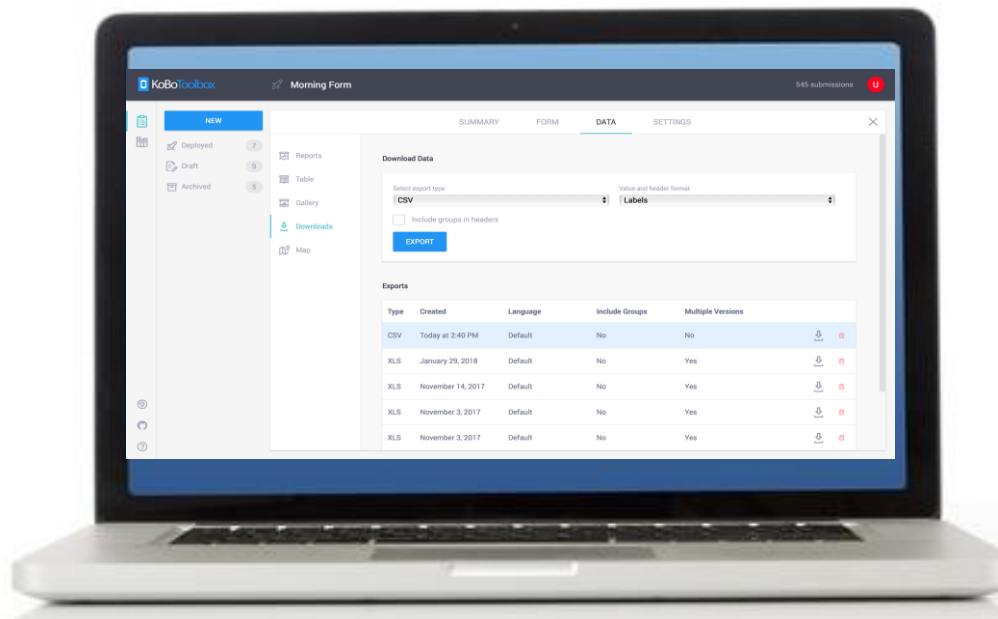 KoBoToolbox
Morning Form
545 submissions
U
NEW
Deployed 7
Draft 9
Archived 5
SUMMARY FORM DATA SETTINGS
Reports
Table
Gallery
Downloads
Map
Download Data
Select export type
CSV
Value and header format
Labels
Include groups in headers
EXPORT
Exports
Type Created Language Include Groups Multiple Versions
CSV Today at 2:40 PM Default No No
XLS January 29, 2018 Default No Yes
XLS November 14, 2017 Default No Yes
XLS November 3, 2017 Default No Yes
XLS November 3, 2017 Default No Yes